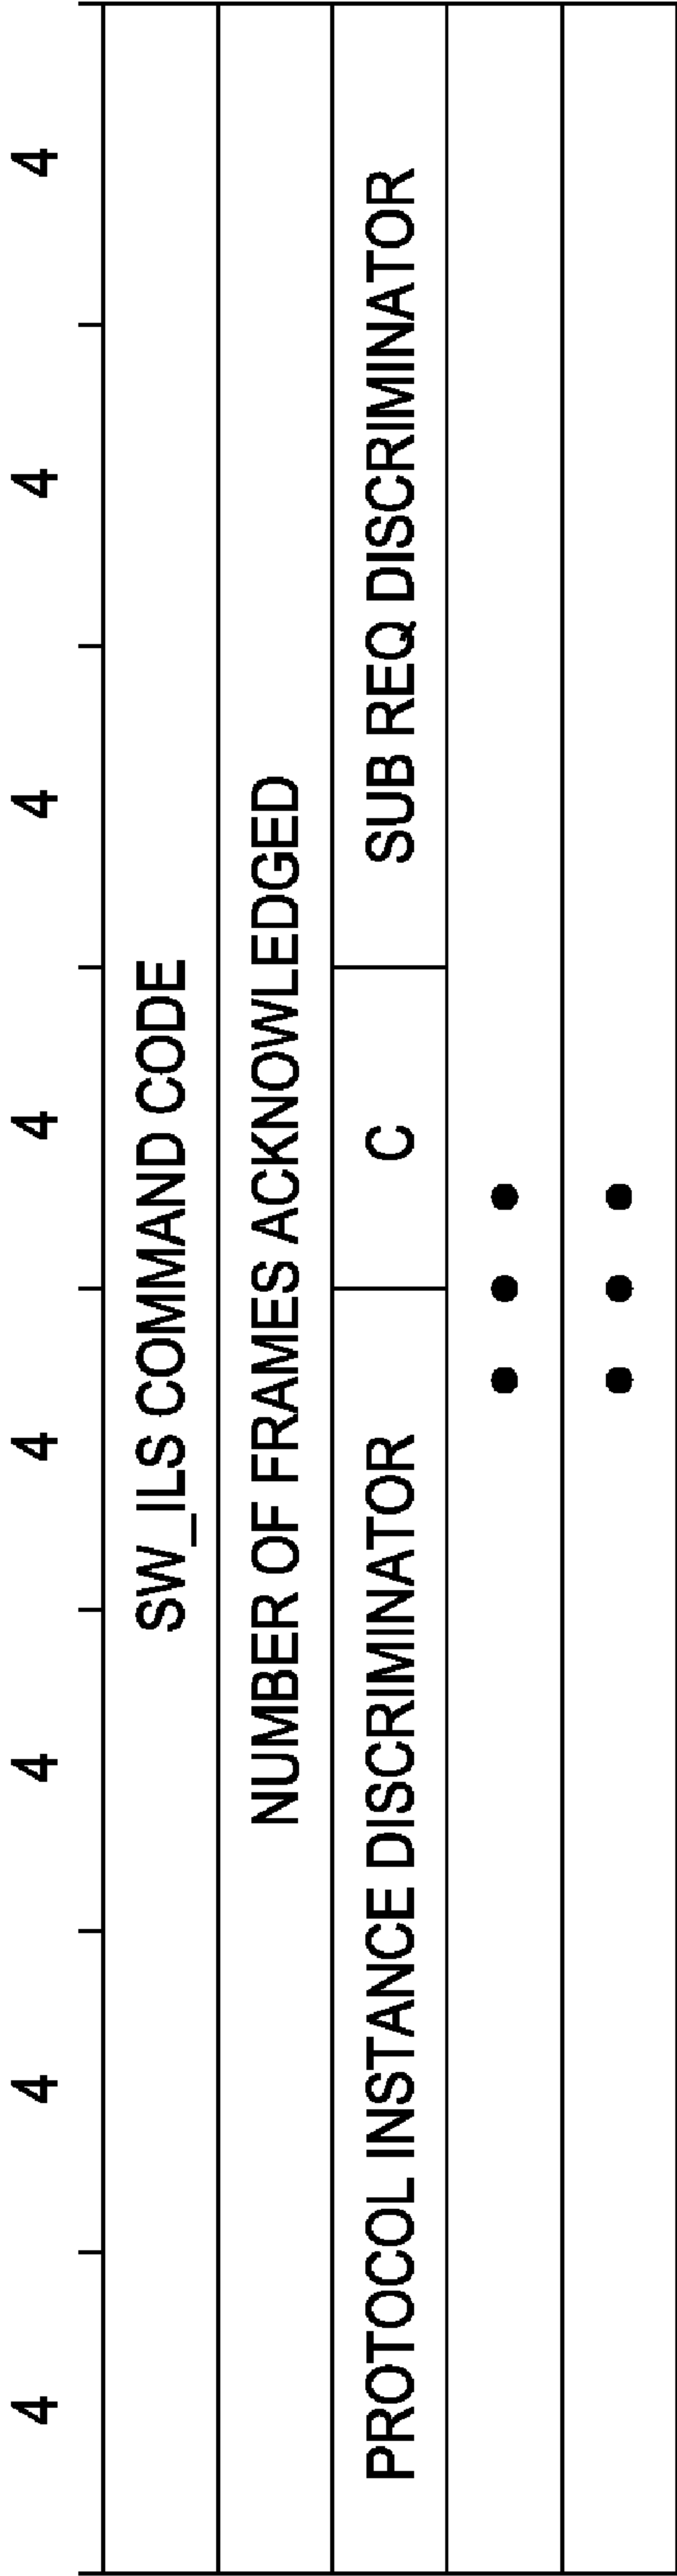 4 4 4 4 4 4 4 4
SW_ILS COMMAND CODE
NUMBER OF FRAMES ACKNOWLEDGED
PROTOCOL INSTANCE DISCRIMINATOR C SUB REQ DISCRIMINATOR